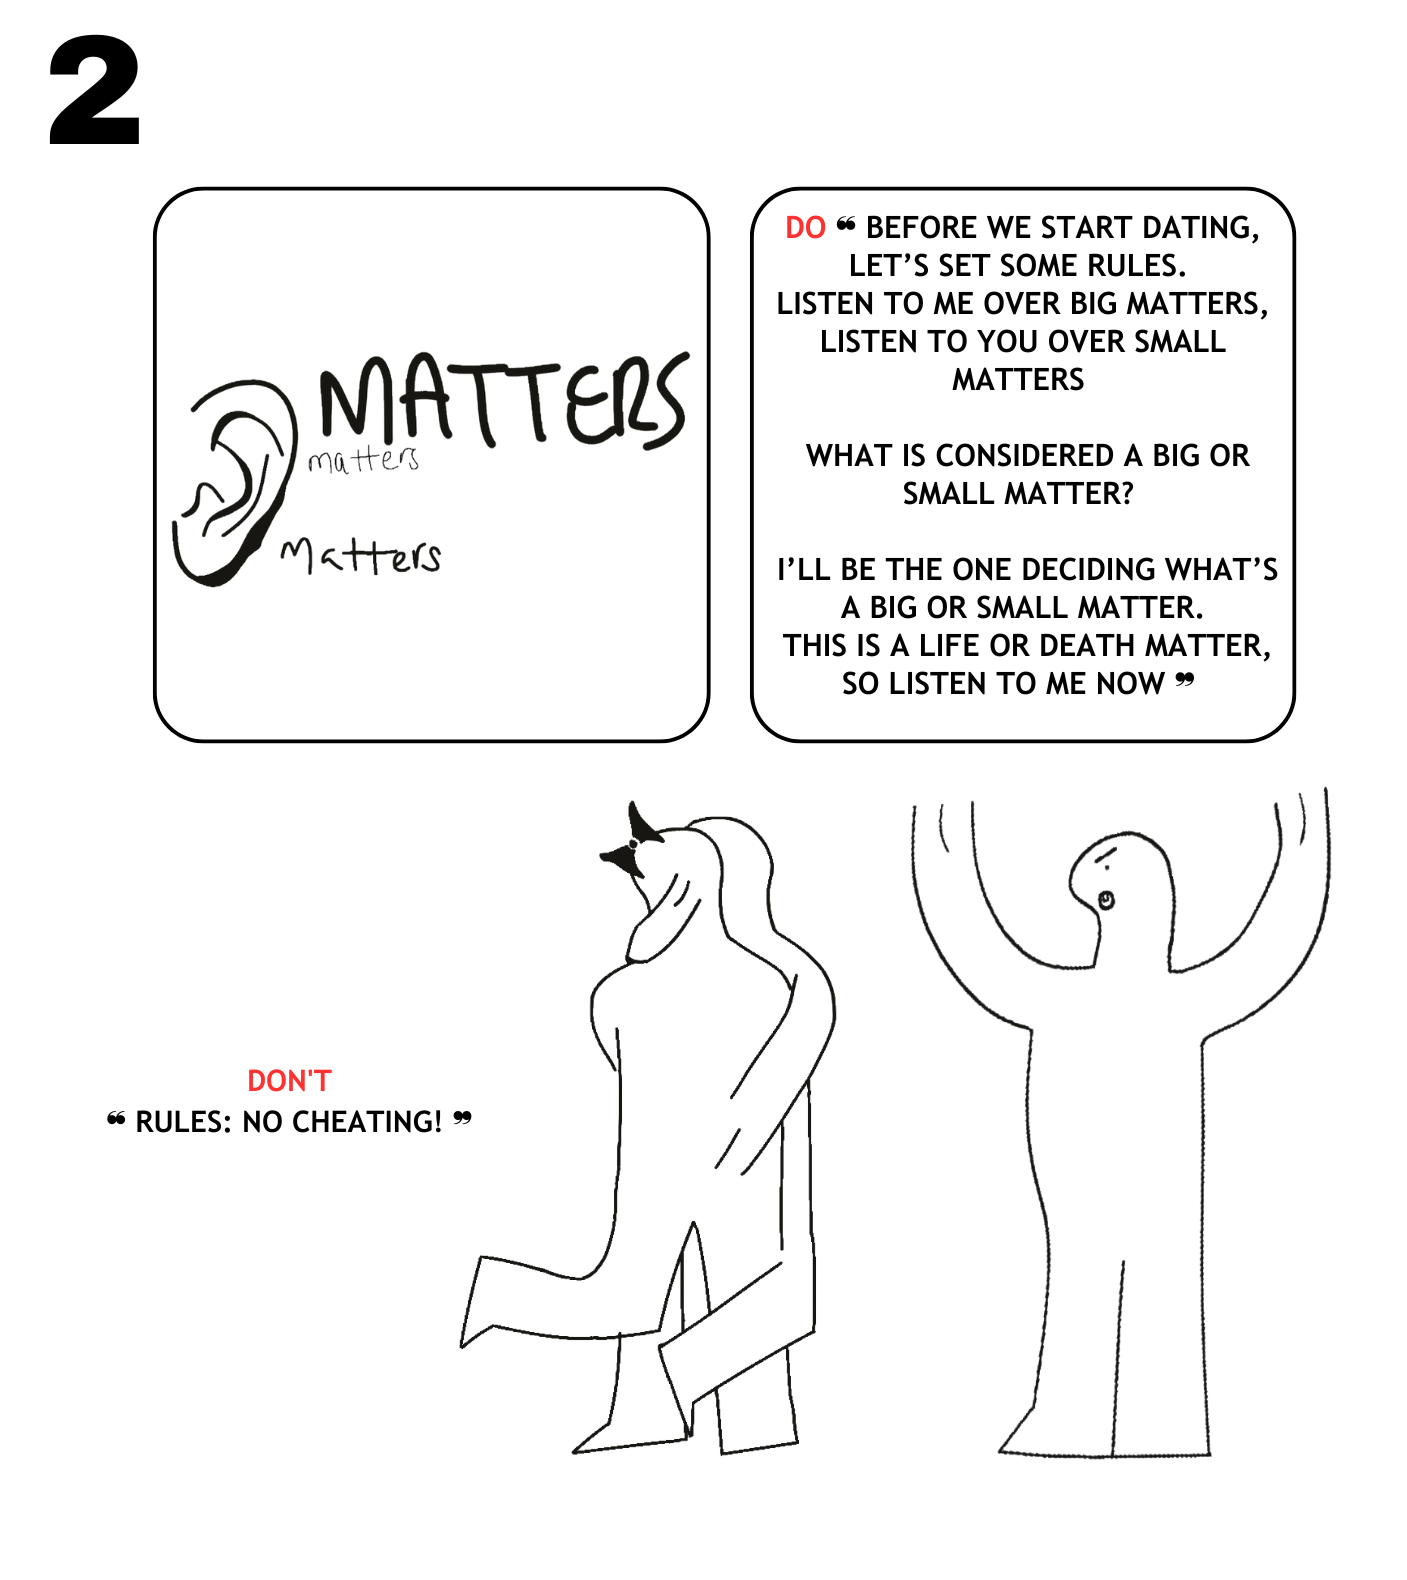 2
MATTERS
matters
Matters
DO ❝ BEFORE WE START DATING,
LET’S SET SOME RULES.
LISTEN TO ME OVER BIG MATTERS,
LISTEN TO YOU OVER SMALL
MATTERS
WHAT IS CONSIDERED A BIG OR
SMALL MATTER?
I’LL BE THE ONE DECIDING WHAT’S
A BIG OR SMALL MATTER.
THIS IS A LIFE OR DEATH MATTER,
SO LISTEN TO ME NOW ❞
DON'T
❝ RULES: NO CHEATING! ❞